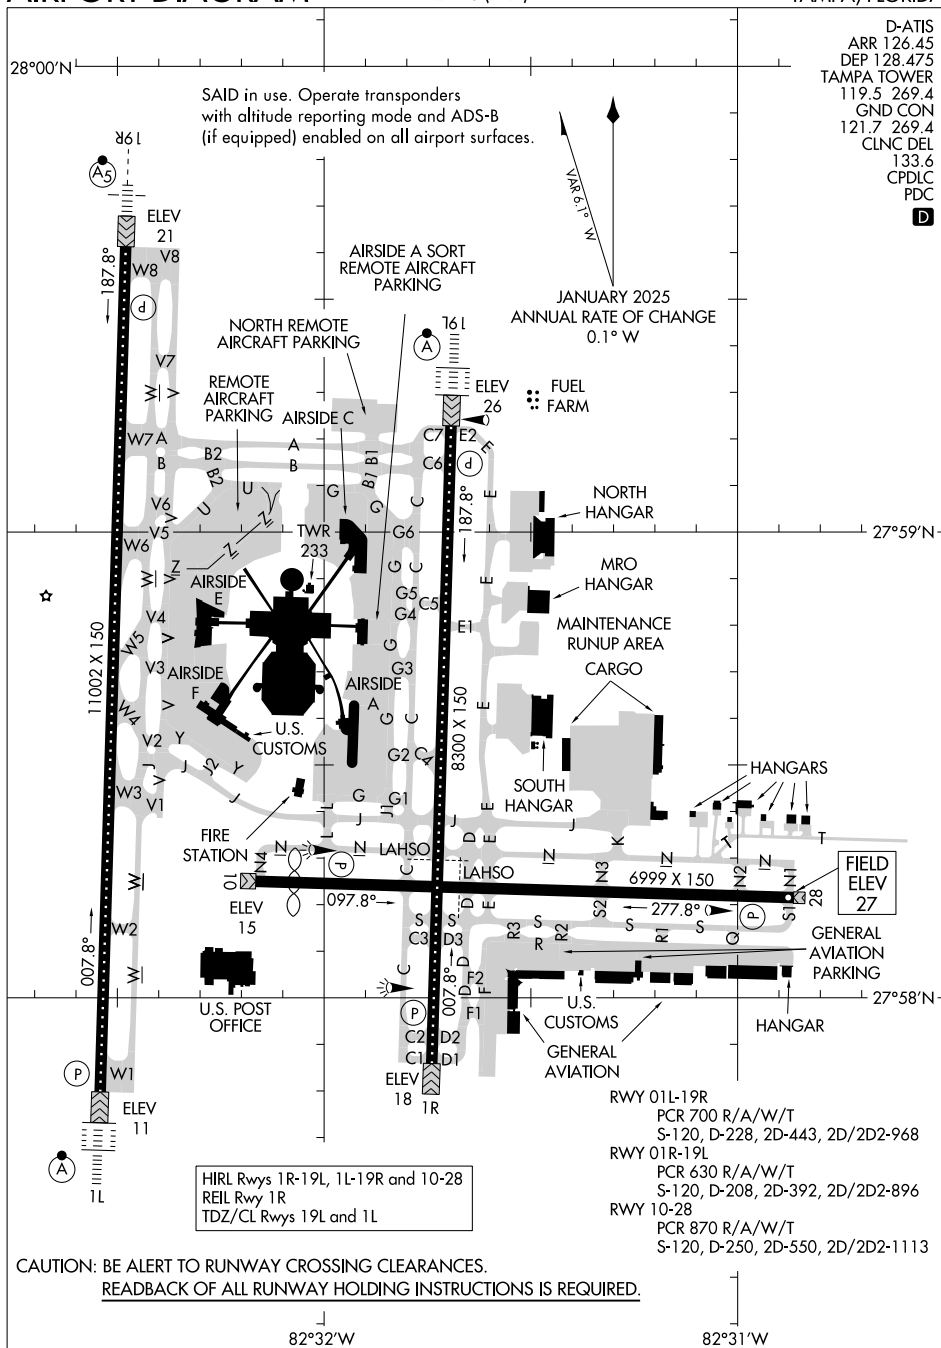 AIRPORT DIAGRAM
TAMPA, FLORIDA
D-ATIS
ARR 126.45
DEP 128.475
TAMPA TOWER
119.5 269.4
GND CON
121.7 269.4
CLNC DEL
133.6
CPDLC
PDC
D
28°00'N
SAID in use. Operate transponders
with altitude reporting mode and ADS-B
(if equipped) enabled on all airport surfaces.
VAR 6.1° W
JANUARY 2025
ANNUAL RATE OF CHANGE
0.1° W
19R
A5
ELEV
21
V8
W8
187.8°
P
AIRSIDE A SORT
REMOTE AIRCRAFT
PARKING
NORTH REMOTE
AIRCRAFT PARKING
REMOTE
AIRCRAFT
PARKING
AIRSIDE C
19L
A
ELEV
26
FUEL
FARM
V7
W
V
W7
A
B
B2
A
B
B2
B1
B1
C7
E2
C6
P
E
E
U
U
G
G
C
187.8°
NORTH
HANGAR
V6
V
V5
W6
Z
Z
Z
TWR
233
G6
C
27°59'N
W
V
AIRSIDE
E
G
G5
G4
C5
E
E1
MRO
HANGAR
MAINTENANCE
RUNUP AREA
CARGO
V4
W5
V
V3
11002 X 150
AIRSIDE
F
G
G3
AIRSIDE
A
W4
V
V2
Y
U.S.
CUSTOMS
G
C
8300 X 150
E
J
J
J2
Y
G2
C4
SOUTH
HANGAR
HANGARS
W3
V
V1
J
L
G
G1
J1
E
FIRE
STATION
L
J
D
E
J
K
T
T
N
N
LAHSO
N4
P
C
LAHSO
N
N3
N
N2
N
N1
10
ELEV
15
097.8°
6999 X 150
277.8°
P
28
FIELD
ELEV
27
D
E
S2
S1
W
W2
007.8°
W
S
S
C3
D3
R3
S
R
R2
S
R1
S
Q
GENERAL
AVIATION
PARKING
U.S. POST
OFFICE
C
007.8°
D
D
F2
F
F1
U.S.
CUSTOMS
HANGAR
27°58'N
P
C2
D2
C1
D1
GENERAL
AVIATION
P
W1
ELEV
11
ELEV
18
1R
A
1L
RWY 01L-19R
PCR 700 R/A/W/T
S-120, D-228, 2D-443, 2D/2D2-968
RWY 01R-19L
PCR 630 R/A/W/T
S-120, D-208, 2D-392, 2D/2D2-896
RWY 10-28
PCR 870 R/A/W/T
S-120, D-250, 2D-550, 2D/2D2-1113
HIRL Rwys 1R-19L, 1L-19R and 10-28
REIL Rwy 1R
TDZ/CL Rwys 19L and 1L
CAUTION: BE ALERT TO RUNWAY CROSSING CLEARANCES.
READBACK OF ALL RUNWAY HOLDING INSTRUCTIONS IS REQUIRED.
82°32'W
82°31'W